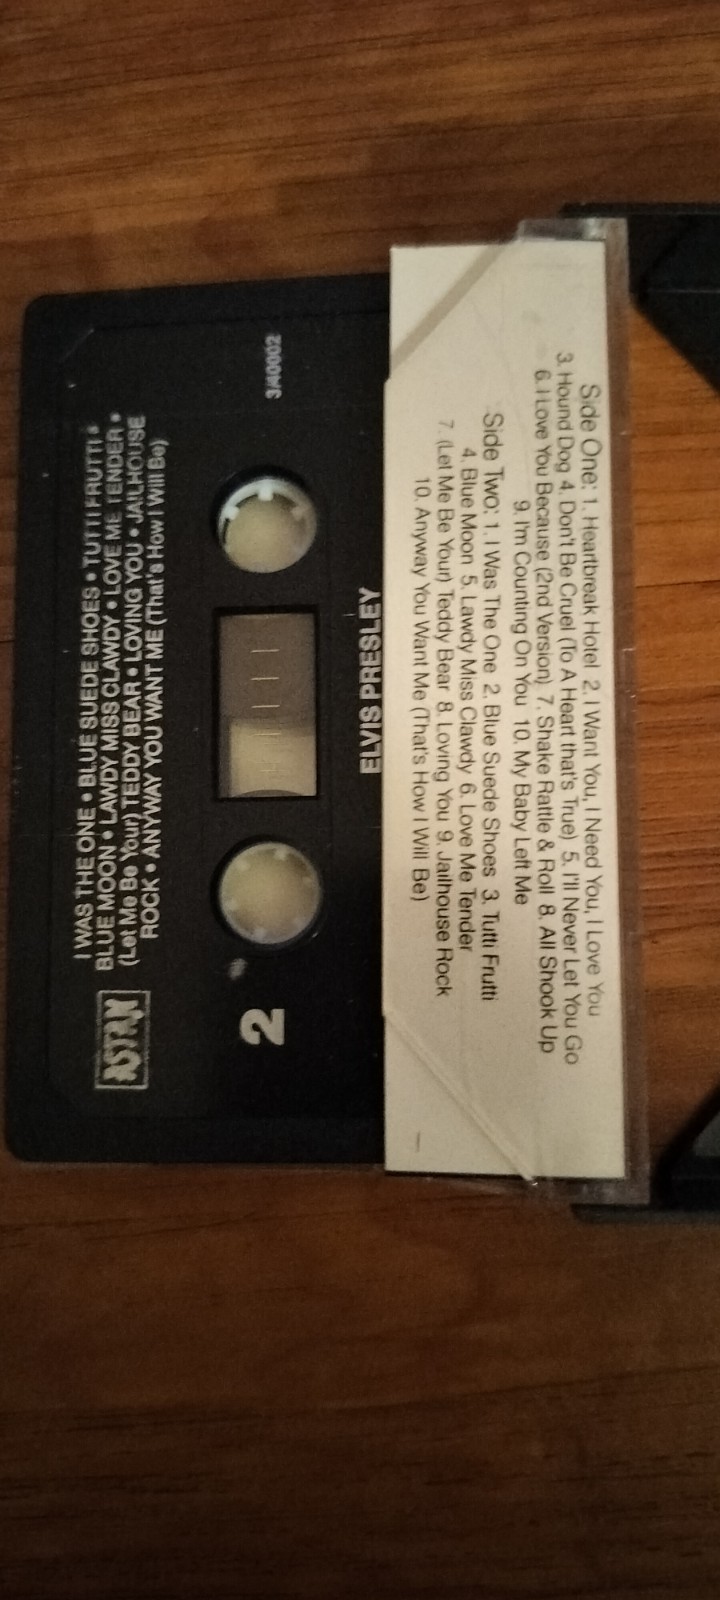 Side One: 1. Heartbreak Hotel 2. I Want You, I Need You, I Love You
3. Hound Dog 4. Don't Be Cruel (To A Heart that's True) 5. I'll Never Let You Go
6. I Love You Because (2nd Version) 7. Shake Rattle & Roll 8. All Shook Up
9. I'm Counting On You 10. My Baby Left Me
Side Two: 1. I Was The One 2. Blue Suede Shoes 3. Tutti Frutti
4. Blue Moon 5. Lawdy Miss Clawdy 6. Love Me Tender
7. (Let Me Be Your) Teddy Bear 8. Loving You 9. Jailhouse Rock
10. Anyway You Want Me (That's How I Will Be)
ELVIS PRESLEY
2
I WAS THE ONE • BLUE SUEDE SHOES • TUTTI FRUTTI •
BLUE MOON • LAWDY MISS CLAWDY • LOVE ME TENDER •
(Let Me Be Your) TEDDY BEAR • LOVING YOU • JAILHOUSE
ROCK • ANYWAY YOU WANT ME (That's How I Will Be)
ASTAN